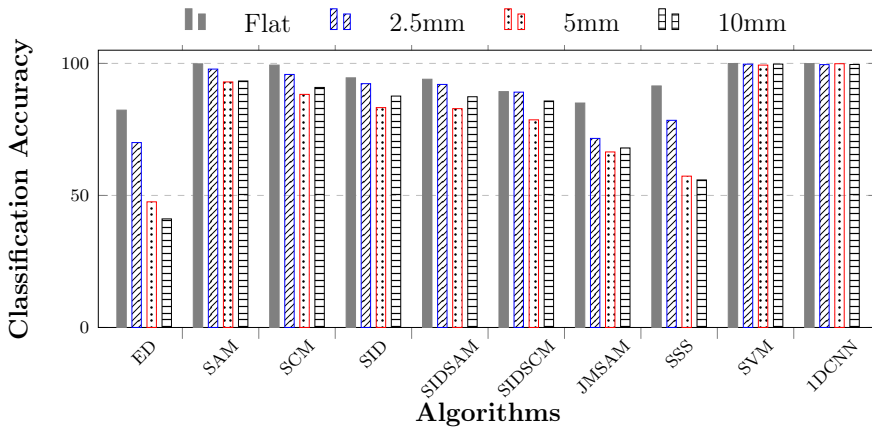 Flat 2.5mm 5mm 10mm
Classification Accuracy
100
50
0
ED SAM SCM SID SIDSAM SIDSCM JMSAM SSS SVM 1DCNN
Algorithms